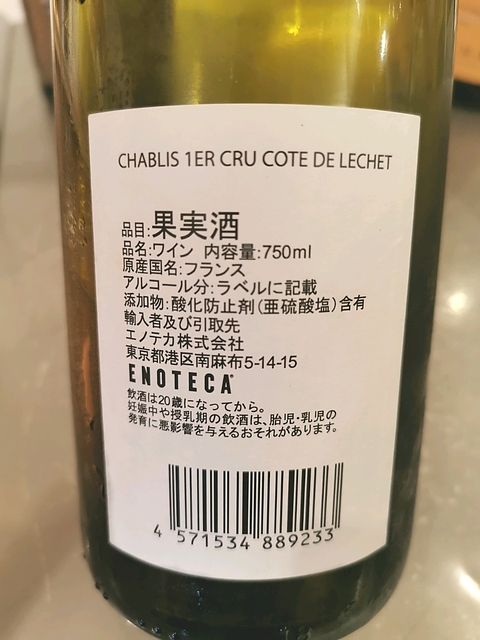 CHABLIS 1ER CRU COTE DE LECHET
品目:果実酒
品名:ワイン 内容量:750ml
原産国名:フランス
アルコール分:ラベルに記載
添加物:酸化防止剤(亜硫酸塩)含有
輸入者及び引取先
エノテカ株式会社
東京都港区南麻布5-14-15
ENOTECA
飲酒は20歳になってから。
妊娠中や授乳期の飲酒は、胎児・乳児の
発育に悪影響を与えるおそれがあります。
4 571534 889233